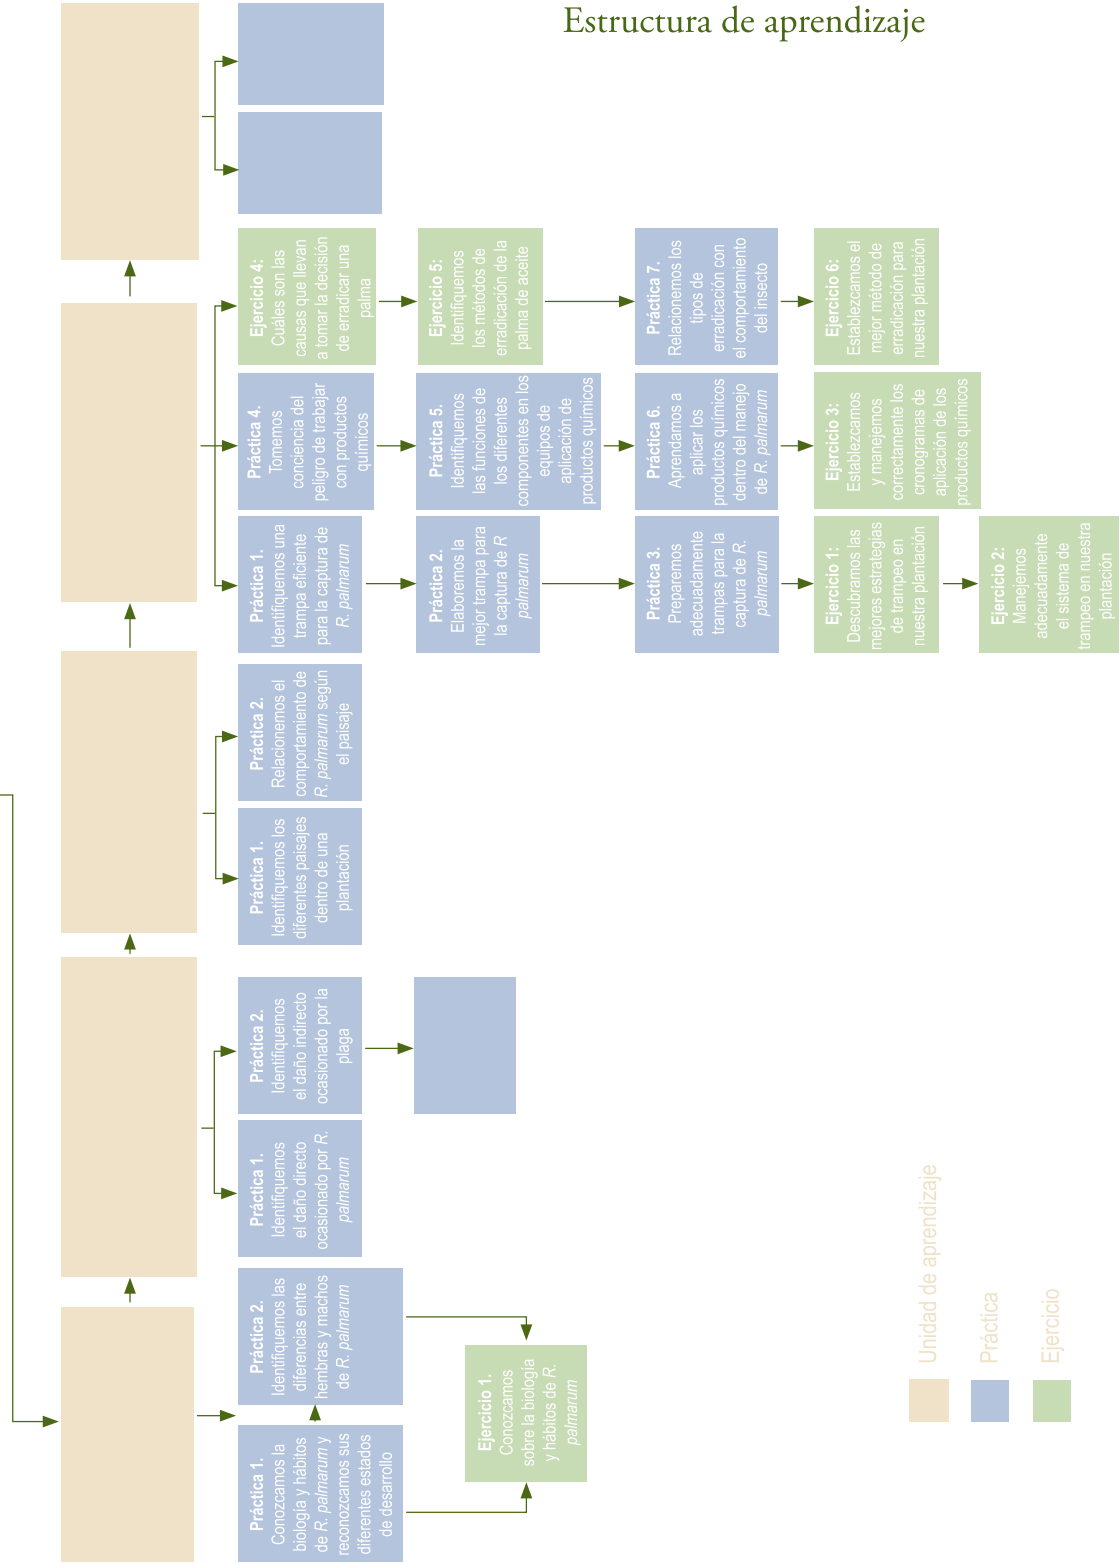 Estructura de aprendizaje
Práctica 1.
Conozcamos la
biología y hábitos
de R. palmarum y
reconozcamos sus
diferentes estados
de desarrollo
Práctica 2.
Identifiquemos las
diferencias entre
hembras y machos
de R. palmarum
Ejercicio 1.
Conozcamos
sobre la biología
y hábitos de R.
palmarum
Práctica 1.
Identifiquemos
el daño directo
ocasionado por R.
palmarum
Práctica 2.
Identifiquemos
el daño indirecto
ocasionado por la
plaga
Práctica 1.
Identifiquemos los
diferentes paisajes
dentro de una
plantación
Práctica 2.
Relacionemos el
comportamiento de
R. palmarum según
el paisaje
Práctica 1.
Identifiquemos una
trampa eficiente
para la captura de
R. palmarum
Práctica 2.
Elaboremos la
mejor trampa para
la captura de R
palmarum
Práctica 3.
Preparemos
adecuadamente
trampas para la
captura de R.
palmarum
Ejercicio 1:
Descubramos las
mejores estrategias
de trampeo en
nuestra plantación
Ejercicio 2:
Manejemos
adecuadamente
el sistema de
trampeo en nuestra
plantación
Práctica 4.
Tomemos
conciencia del
peligro de trabajar
con productos
químicos
Práctica 5.
Identifiquemos
las funciones de
los diferentes
componentes en los
equipos de
aplicación de
productos químicos
Práctica 6.
Aprendamos a
aplicar los
productos químicos
dentro del manejo
de R. palmarum
Ejercicio 3:
Establezcamos
y manejemos
correctamente los
cronogramas de
aplicación de los
productos químicos
Ejercicio 4:
Cuáles son las
causas que llevan
a tomar la decisión
de erradicar una
palma
Ejercicio 5:
Identifiquemos
los métodos de
erradicación de la
palma de aceite
Práctica 7.
Relacionemos los
tipos de
erradicación con
el comportamiento
del insecto
Ejercicio 6:
Establezcamos el
mejor método de
erradicación para
nuestra plantación
Unidad de aprendizaje
Práctica
Ejercicio